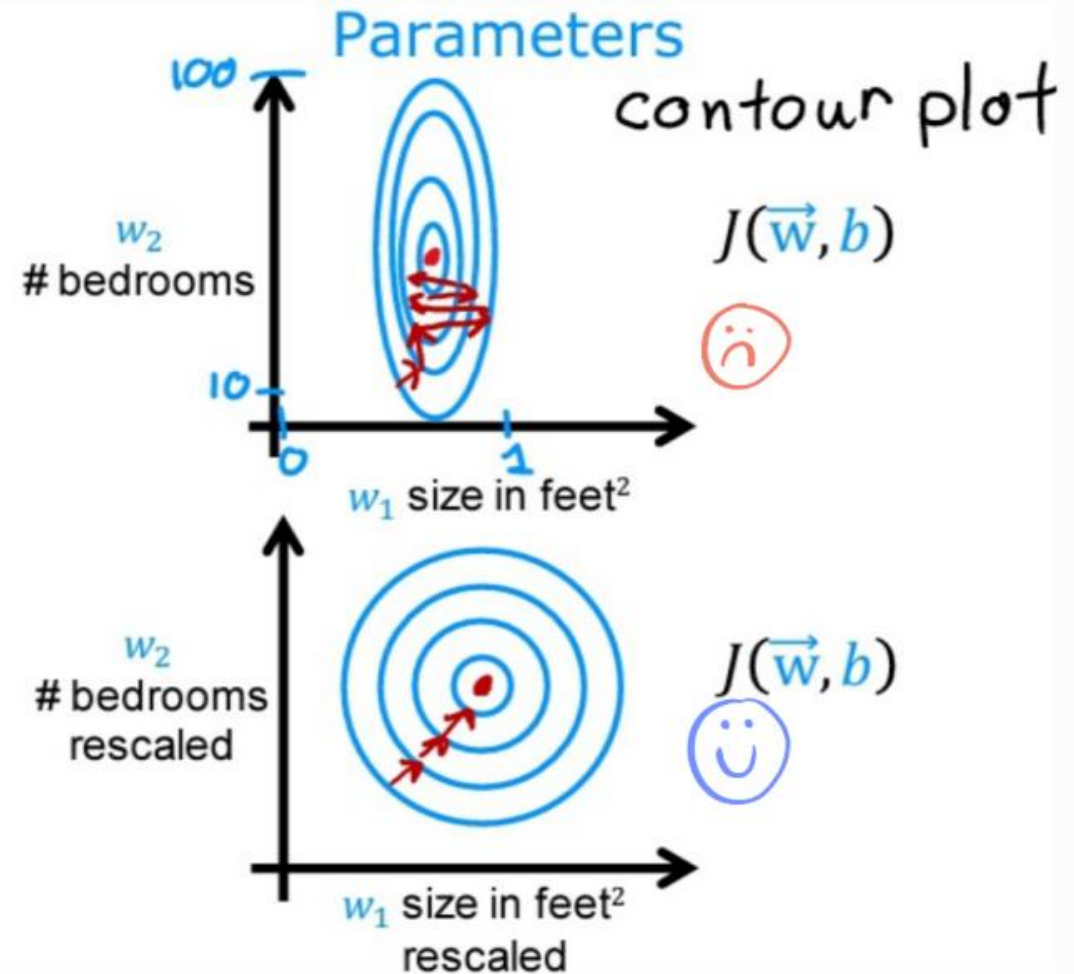 Parameters
100
contour plot
w₂
# bedrooms
J(w⃗, b)
10
0
1
w₁ size in feet²
w₂
# bedrooms
rescaled
J(w⃗, b)
w₁ size in feet²
rescaled